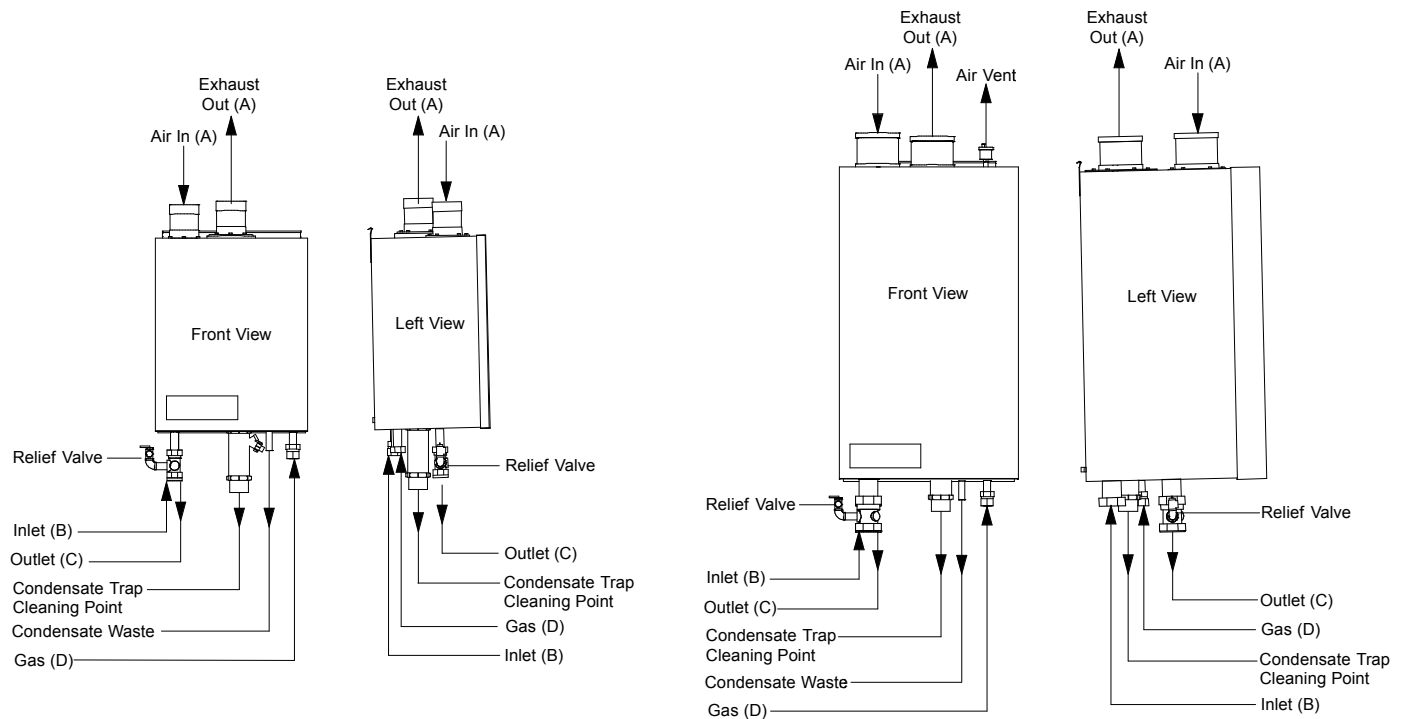 Exhaust
Out (A)
Air In (A)
Front View
Relief Valve
Inlet (B)
Outlet (C)
Condensate Trap
Cleaning Point
Condensate Waste
Gas (D)
Exhaust
Out (A)
Air In (A)
Left View
Relief Valve
Outlet (C)
Condensate Trap
Cleaning Point
Gas (D)
Inlet (B)
Exhaust
Out (A)
Air In (A)
Air Vent
Front View
Relief Valve
Inlet (B)
Outlet (C)
Condensate Trap
Cleaning Point
Condensate Waste
Gas (D)
Exhaust
Out (A)
Air In (A)
Left View
Relief Valve
Outlet (C)
Gas (D)
Condensate Trap
Cleaning Point
Inlet (B)